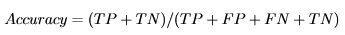 Accuracy = (TP + TN)/(TP + FP + FN + TN)